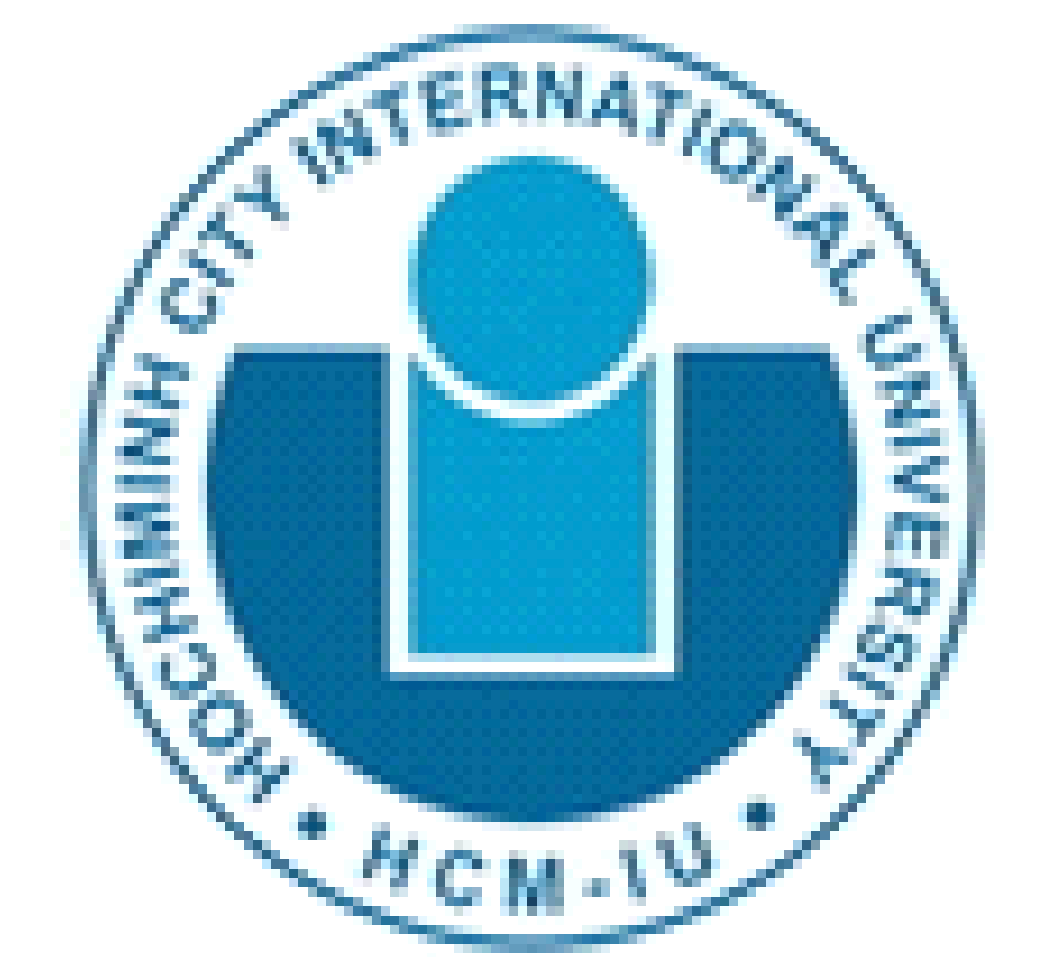 HOCHIMINH CITY INTERNATIONAL UNIVERSITY
• HCM-IU •